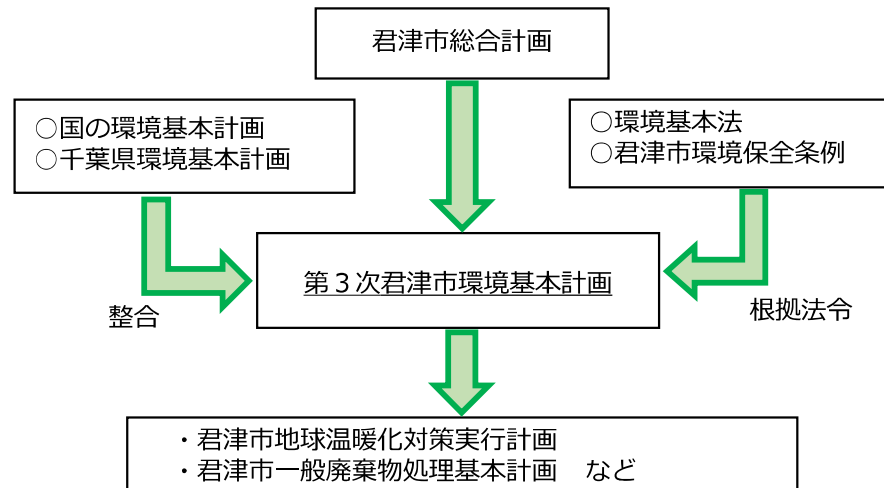 君津市総合計画
○国の環境基本計画
○千葉県環境基本計画
○環境基本法
○君津市環境保全条例
第３次君津市環境基本計画
整合
根拠法令
・君津市地球温暖化対策実行計画
・君津市一般廃棄物処理基本計画　など